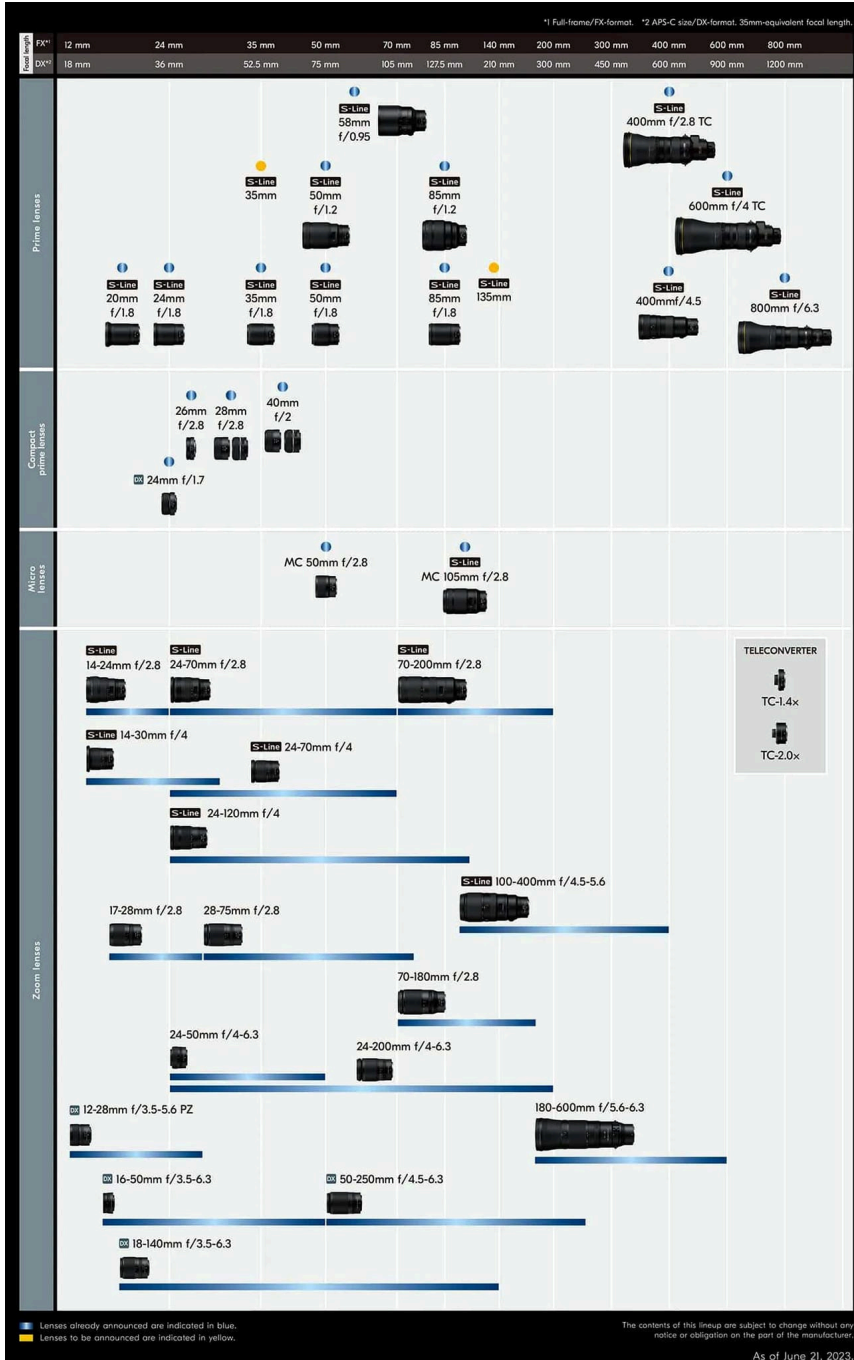 *1 Full-frame/FX-format. *2 APS-C size/DX-format. 35mm-equivalent focal length.
Focal length
FX*1 12 mm 24 mm 35 mm 50 mm 70 mm 85 mm 140 mm 200 mm 300 mm 400 mm 600 mm 800 mm
DX*2 18 mm 36 mm 52.5 mm 75 mm 105 mm 127.5 mm 210 mm 300 mm 450 mm 600 mm 900 mm 1200 mm
Prime lenses
S-Line
58mm
f/0.95
S-Line
400mm f/2.8 TC
S-Line
35mm
S-Line
50mm
f/1.2
S-Line
85mm
f/1.2
S-Line
600mm f/4 TC
S-Line
20mm
f/1.8
S-Line
24mm
f/1.8
S-Line
35mm
f/1.8
S-Line
50mm
f/1.8
S-Line
85mm
f/1.8
S-Line
135mm
S-Line
400mmf/4.5
S-Line
800mm f/6.3
Compact
prime lenses
26mm
f/2.8
28mm
f/2.8
40mm
f/2
DX 24mm f/1.7
Micro
lenses
MC 50mm f/2.8
S-Line
MC 105mm f/2.8
Zoom lenses
S-Line
14-24mm f/2.8
S-Line
24-70mm f/2.8
S-Line
70-200mm f/2.8
TELECONVERTER
TC-1.4×
TC-2.0×
S-Line 14-30mm f/4
S-Line 24-70mm f/4
S-Line 24-120mm f/4
S-Line 100-400mm f/4.5-5.6
17-28mm f/2.8
28-75mm f/2.8
70-180mm f/2.8
24-50mm f/4-6.3
24-200mm f/4-6.3
DX 12-28mm f/3.5-5.6 PZ
180-600mm f/5.6-6.3
DX 16-50mm f/3.5-6.3
DX 50-250mm f/4.5-6.3
DX 18-140mm f/3.5-6.3
Lenses already announced are indicated in blue.
Lenses to be announced are indicated in yellow.
The contents of this lineup are subject to change without any
notice or obligation on the part of the manufacturer.
As of June 21, 2023.